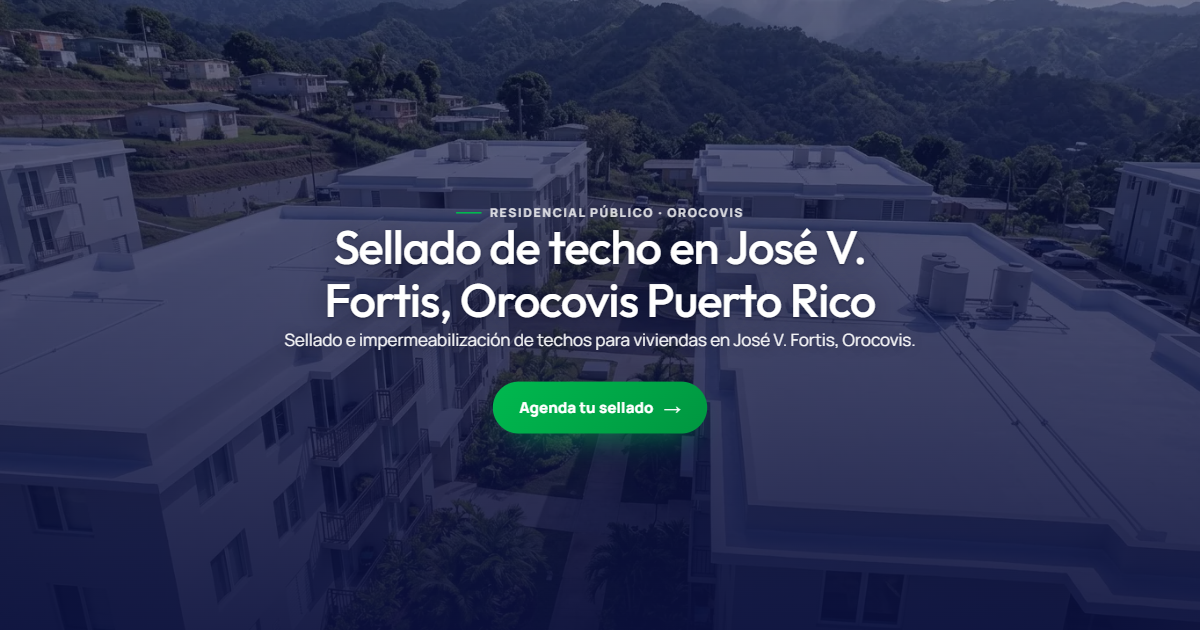 RESIDENCIAL PÚBLICO · OROCOVIS
Sellado de techo en José V.
Fortis, Orocovis Puerto Rico
Sellado e impermeabilización de techos para viviendas en José V. Fortis, Orocovis.
Agenda tu sellado →